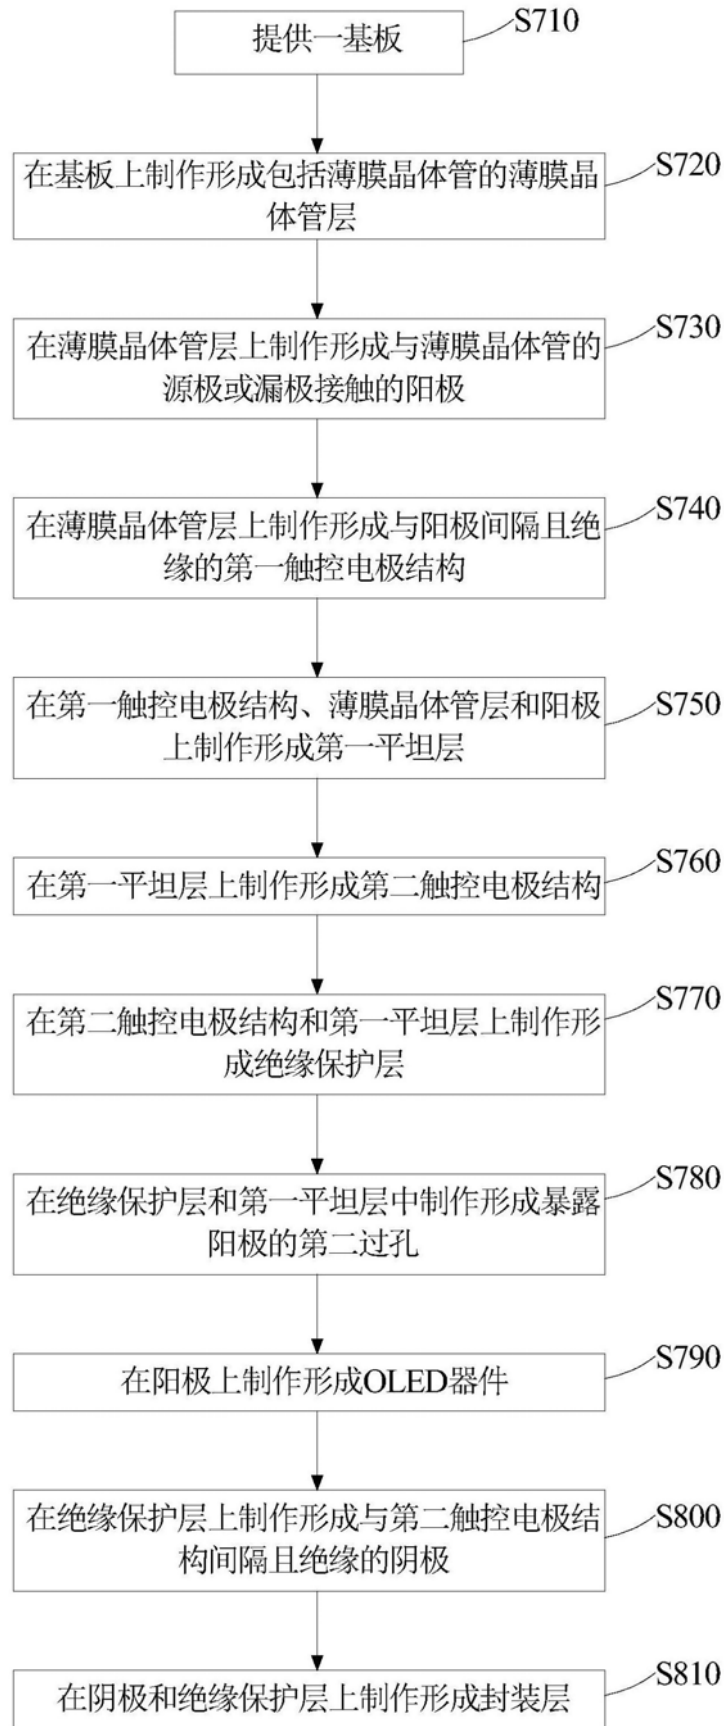 提供一基板
S710
在基板上制作形成包括薄膜晶体管的薄膜晶
体管层
S720
在薄膜晶体管层上制作形成与薄膜晶体管的
源极或漏极接触的阳极
S730
在薄膜晶体管层上制作形成与阳极间隔且绝
缘的第一触控电极结构
S740
在第一触控电极结构、薄膜晶体管层和阳极
上制作形成第一平坦层
S750
在第一平坦层上制作形成第二触控电极结构
S760
在第二触控电极结构和第一平坦层上制作形
成绝缘保护层
S770
在绝缘保护层和第一平坦层中制作形成暴露
阳极的第二过孔
S780
在阳极上制作形成OLED器件
S790
在绝缘保护层上制作形成与第二触控电极结
构间隔且绝缘的阴极
S800
在阴极和绝缘保护层上制作形成封装层
S810